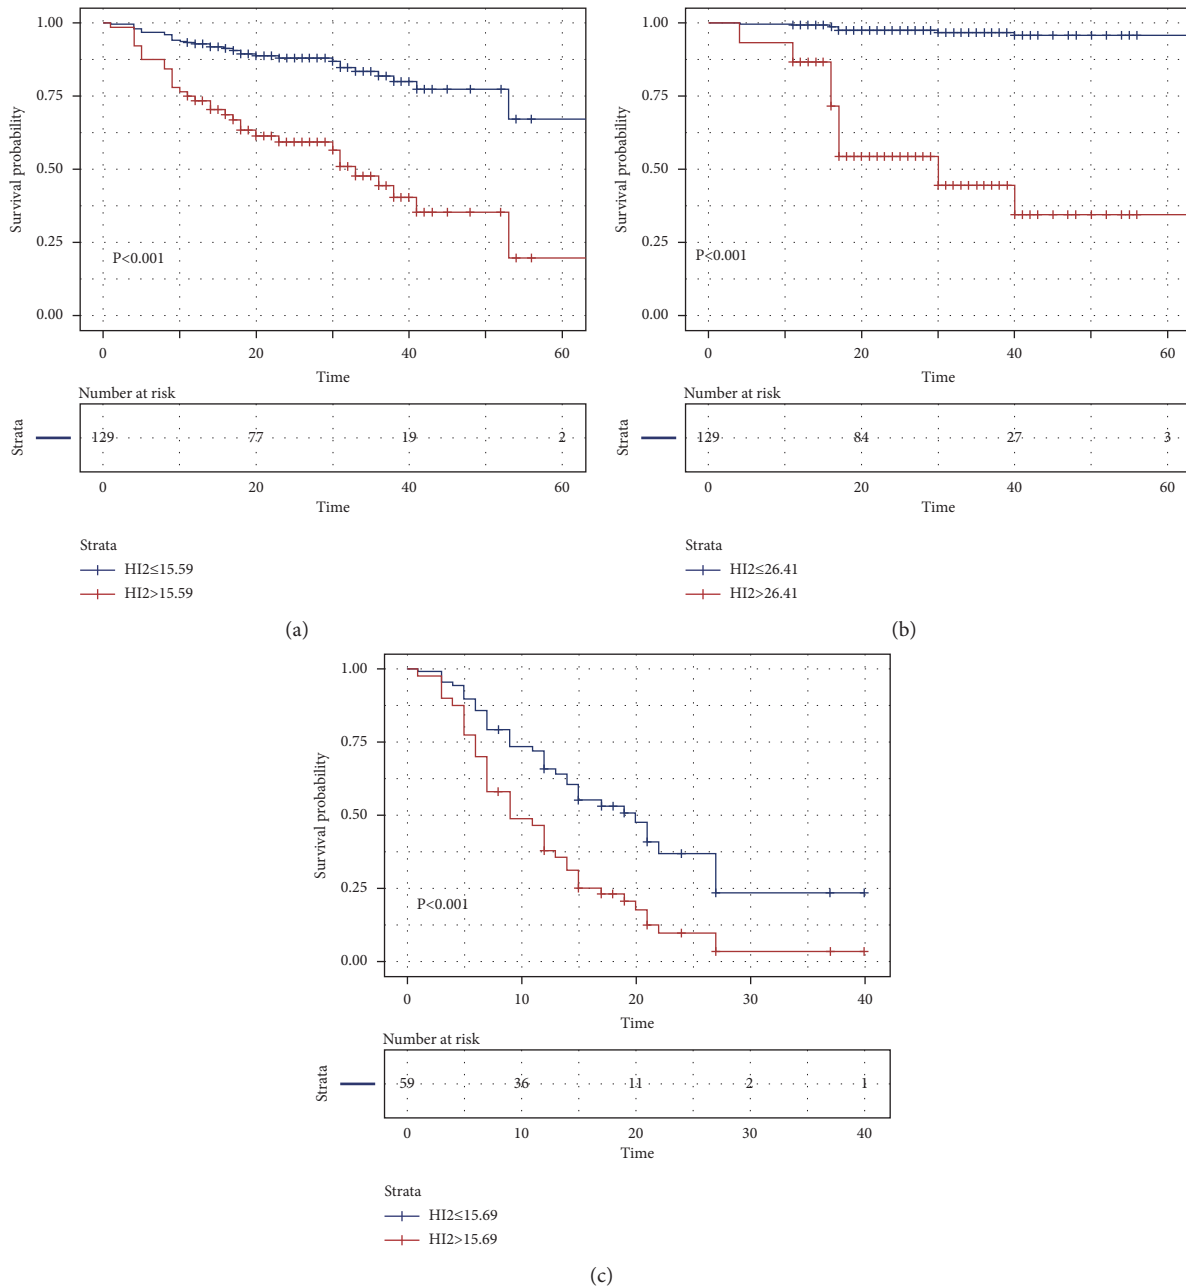 1.00
0.75
0.50
0.25
0.00
Survival probability
P<0.001
0 20 40 60
Time
Number at risk
Strata
129 77 19 2
0 20 40 60
Time
Strata
HI2≤15.59
HI2>15.59
(a)
1.00
0.75
0.50
0.25
0.00
Survival probability
P<0.001
0 20 40 60
Time
Number at risk
Strata
129 84 27 3
0 20 40 60
Time
Strata
HI2≤26.41
HI2>26.41
(b)
1.00
0.75
0.50
0.25
0.00
Survival probability
P<0.001
0 10 20 30 40
Time
Number at risk
Strata
59 36 11 2 1
0 10 20 30 40
Time
Strata
HI2≤15.69
HI2>15.69
(c)